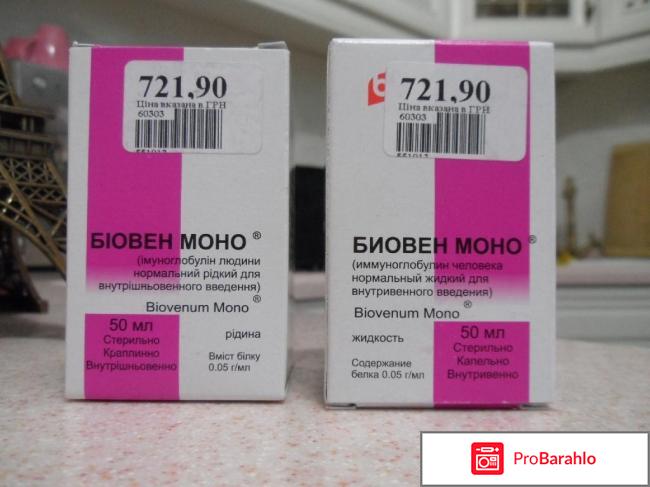 721,90
Ціна вказана в ГРН
60303
551013
БІОВЕН МОНО ®
(імуноглобулін людини
нормальний рідкий для
внутрішньовенного введення)
Biovenum Mono ®
50 мл
Стерильно
Краплинно
Внутрішньовенно
рідина
Вміст білку
0.05 г/мл
721,90
Ціна вказана в ГРН
60303
551013
БИОВЕН МОНО ®
(иммуноглобулин человека
нормальный жидкий для
внутривенного введения)
Biovenum Mono ®
жидкость
Содержание
белка 0.05 г/мл
50 мл
Стерильно
Капельно
Внутривенно
ProBarahlo